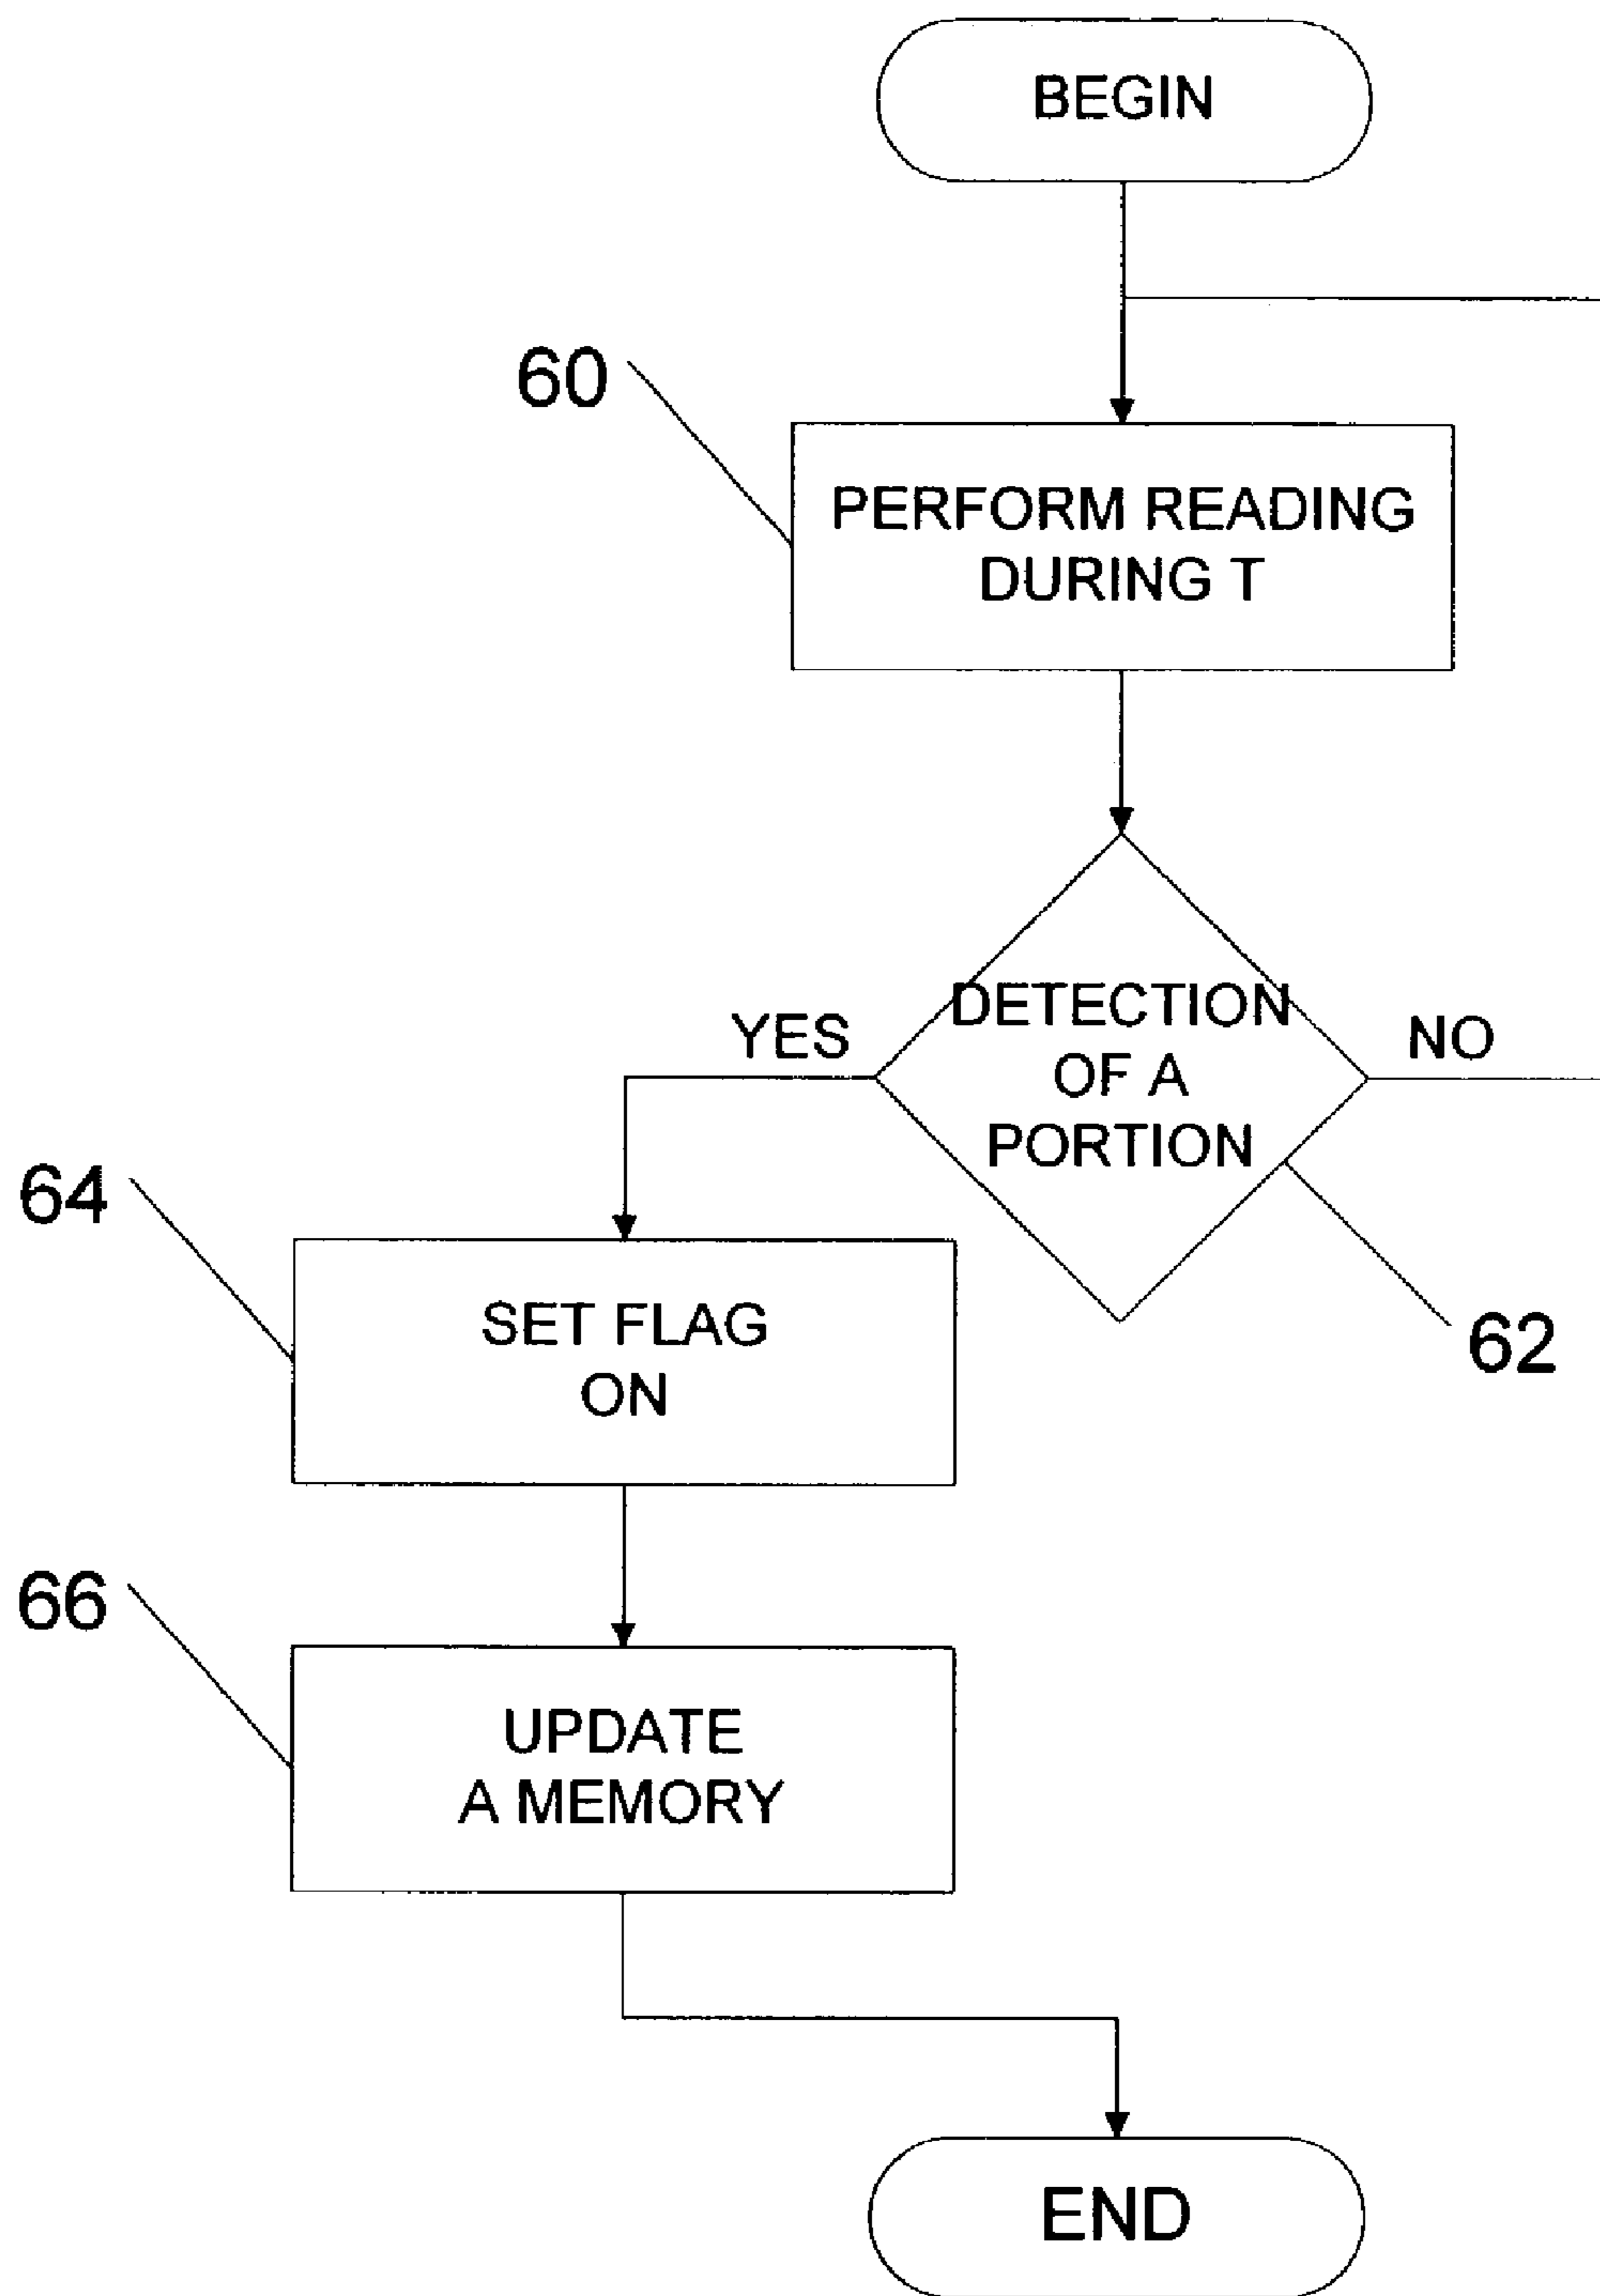 BEGIN
60
PERFORM READING
DURING T
DETECTION
OF A
PORTION
YES
NO
62
64
SET FLAG
ON
66
UPDATE
A MEMORY
END